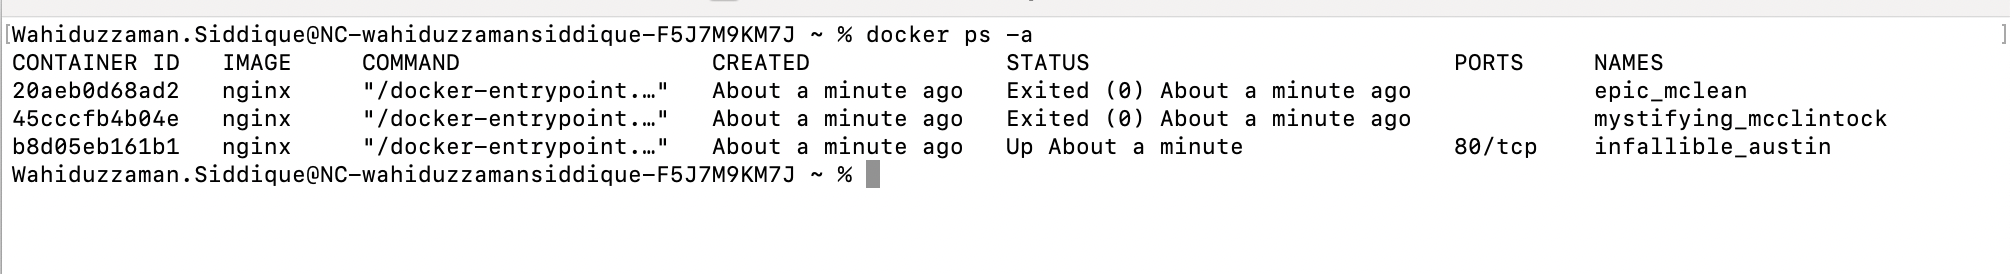 [Wahiduzzaman.Siddique@NC-wahiduzzamansiddique-F5J7M9KM7J ~ % docker ps -a ]
CONTAINER ID   IMAGE     COMMAND                  CREATED              STATUS                          PORTS     NAMES
20aeb0d68ad2   nginx     "/docker-entrypoint.…"   About a minute ago   Exited (0) About a minute ago             epic_mclean
45cccfb4b04e   nginx     "/docker-entrypoint.…"   About a minute ago   Exited (0) About a minute ago             mystifying_mcclintock
b8d05eb161b1   nginx     "/docker-entrypoint.…"   About a minute ago   Up About a minute               80/tcp    infallible_austin
Wahiduzzaman.Siddique@NC-wahiduzzamansiddique-F5J7M9KM7J ~ %